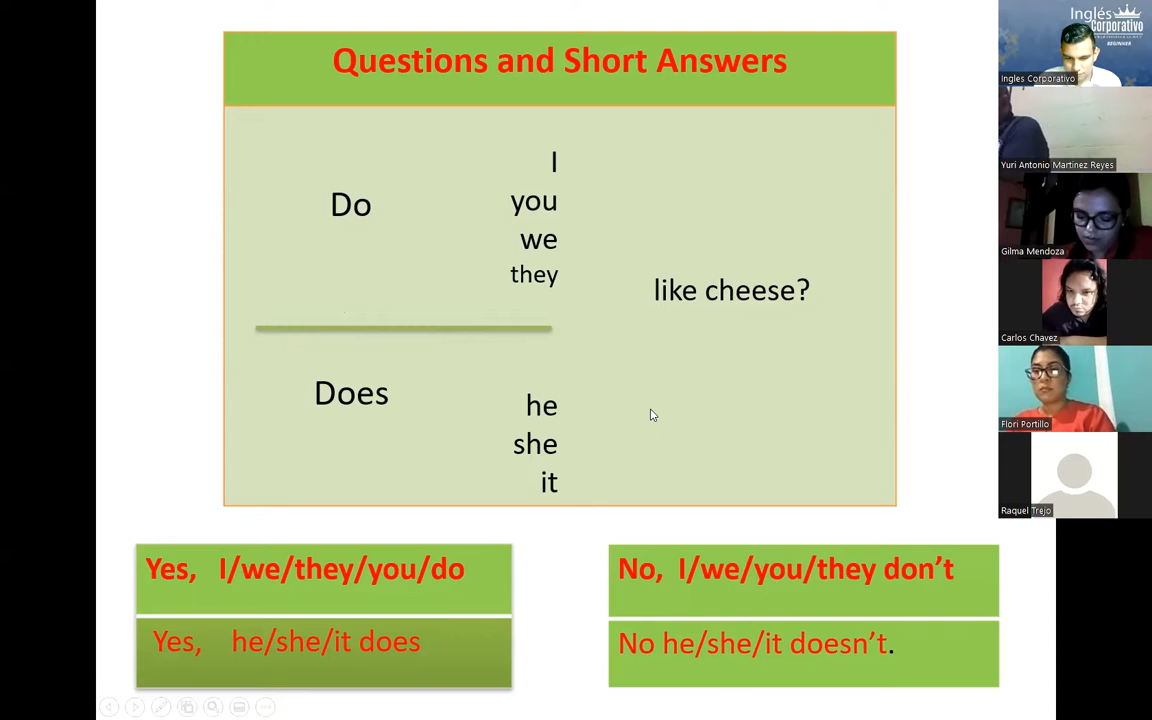 Questions and Short Answers
Do
I
you
we
they
like cheese?
Does
he
she
it
Yes, I/we/they/you/do
Yes, he/she/it does
No, I/we/you/they don't
No he/she/it doesn't.
Inglés
Corporativo
BEGINNER
Ingles Corporativo
Yuri Antonio Martinez Reyes
Gilma Mendoza
Carlos Chavez
Flori Portillo
Raquel Trejo